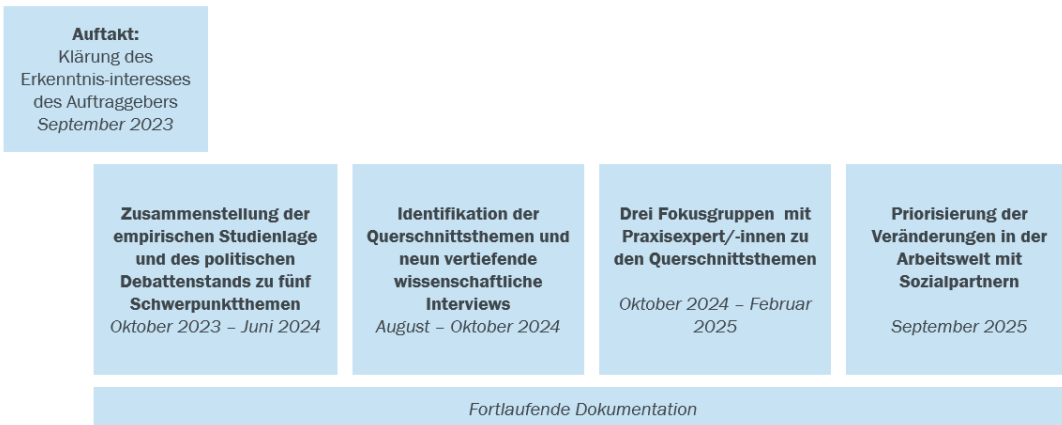 Auftakt:
Klärung des
Erkenntnis-interesses
des Auftraggebers
September 2023
Zusammenstellung der
empirischen Studienlage
und des politischen
Debattenstands zu fünf
Schwerpunktthemen
Oktober 2023 – Juni 2024
Identifikation der
Querschnittsthemen und
neun vertiefende
wissenschaftliche
Interviews
August – Oktober 2024
Drei Fokusgruppen mit
Praxisexpert/-innen zu
den Querschnittsthemen
Oktober 2024 – Februar
2025
Priorisierung der
Veränderungen in der
Arbeitswelt mit
Sozialpartnern
September 2025
Fortlaufende Dokumentation